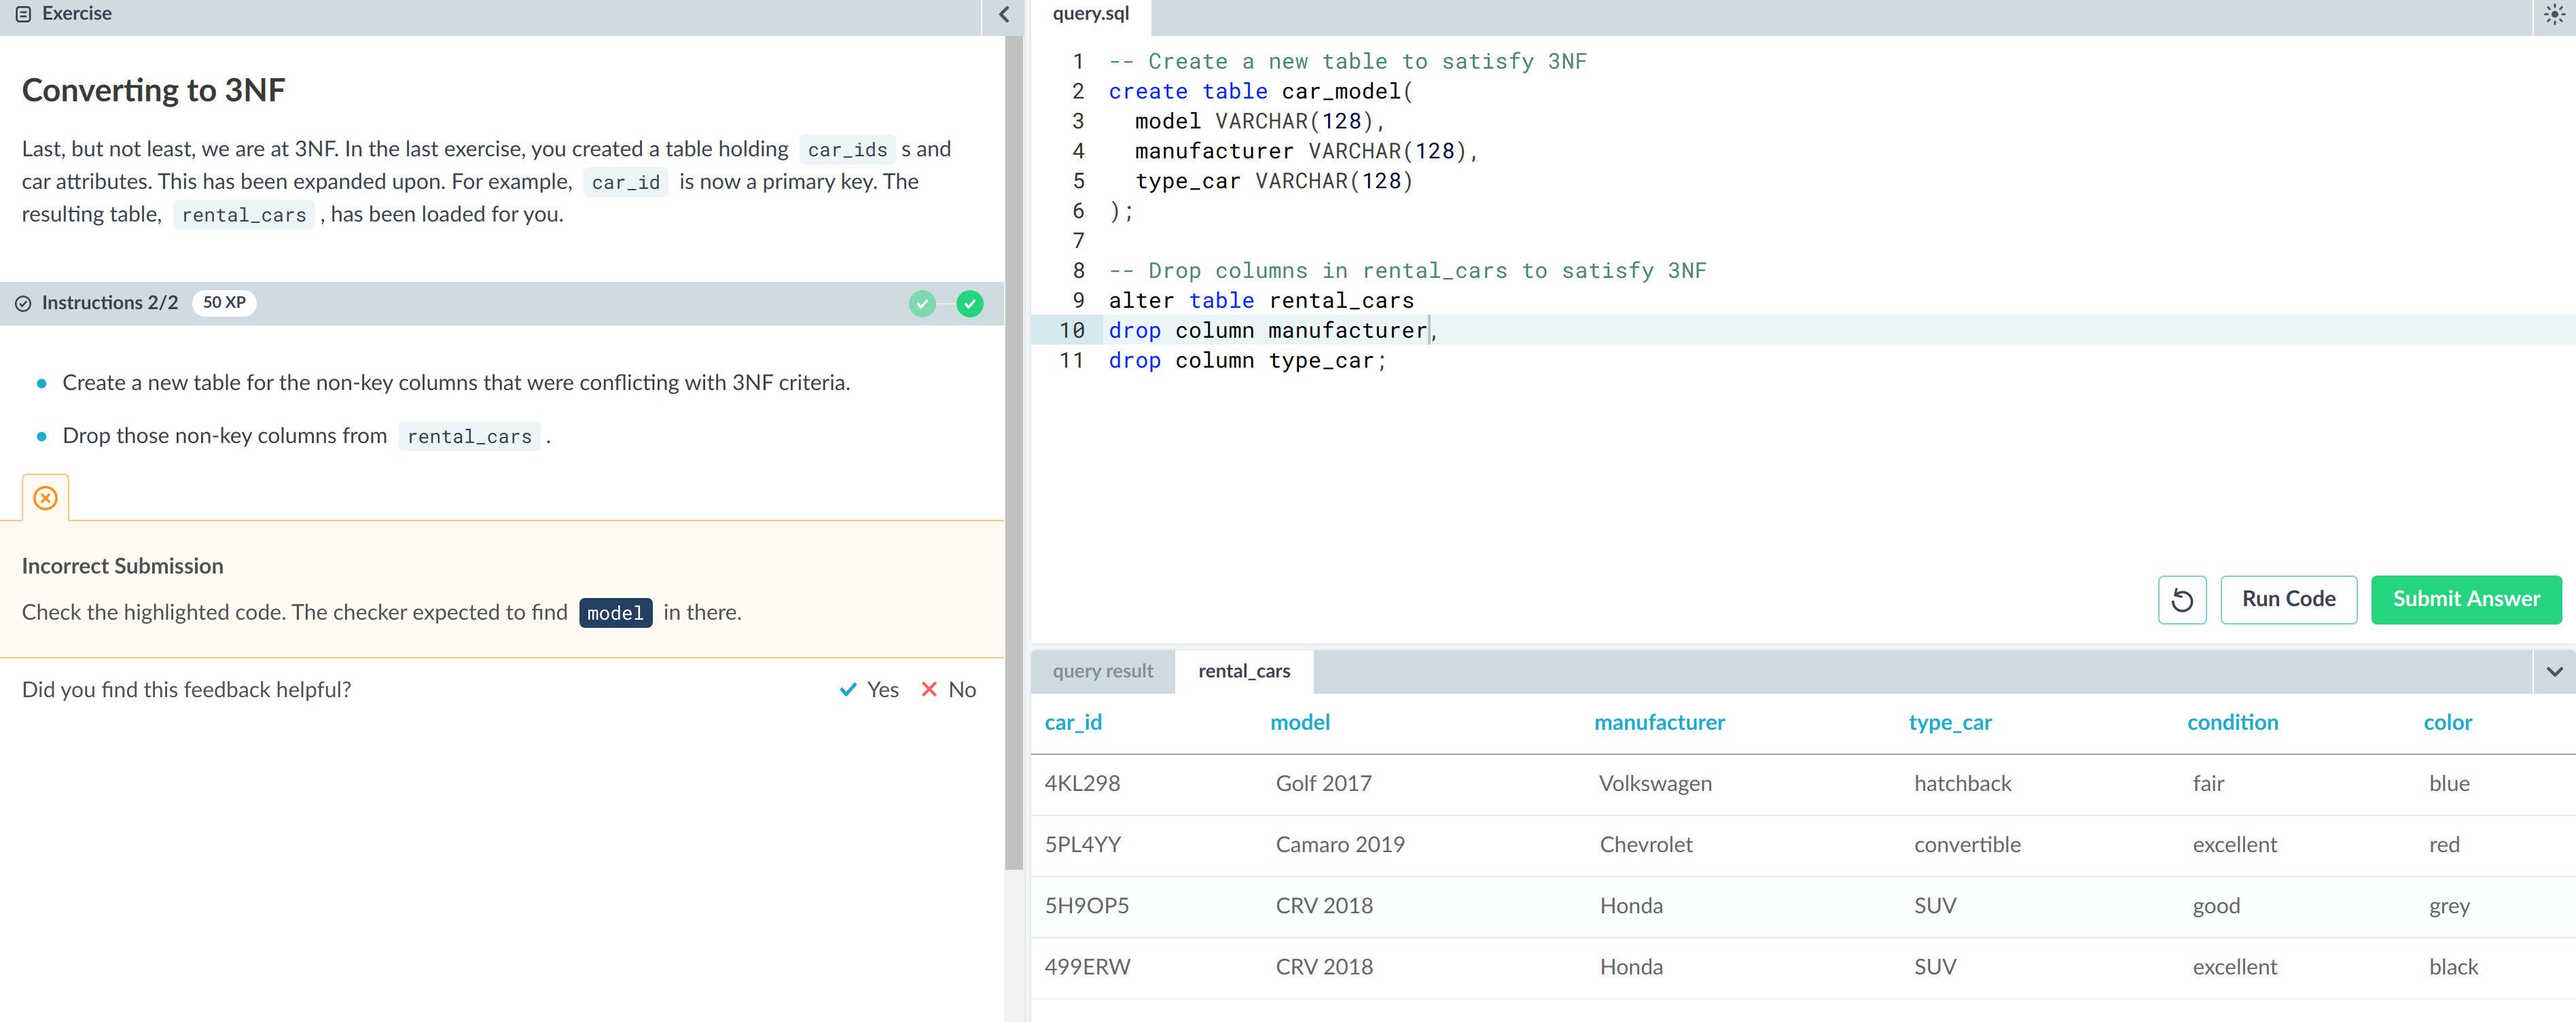 Exercise
Converting to 3NF
Last, but not least, we are at 3NF. In the last exercise, you created a table holding car_ids s and
car attributes. This has been expanded upon. For example, car_id is now a primary key. The
resulting table, rental_cars , has been loaded for you.
Instructions 2/2 50 XP
Create a new table for the non-key columns that were conflicting with 3NF criteria.
Drop those non-key columns from rental_cars .
Incorrect Submission
Check the highlighted code. The checker expected to find model in there.
Did you find this feedback helpful? Yes No
query.sql
1 -- Create a new table to satisfy 3NF
2 create table car_model(
3 model VARCHAR(128),
4 manufacturer VARCHAR(128),
5 type_car VARCHAR(128)
6 );
7
8 -- Drop columns in rental_cars to satisfy 3NF
9 alter table rental_cars
10 drop column manufacturer,
11 drop column type_car;
Run Code Submit Answer
query result rental_cars
car_id model manufacturer type_car condition color
4KL298 Golf 2017 Volkswagen hatchback fair blue
5PL4YY Camaro 2019 Chevrolet convertible excellent red
5H9OP5 CRV 2018 Honda SUV good grey
499ERW CRV 2018 Honda SUV excellent black